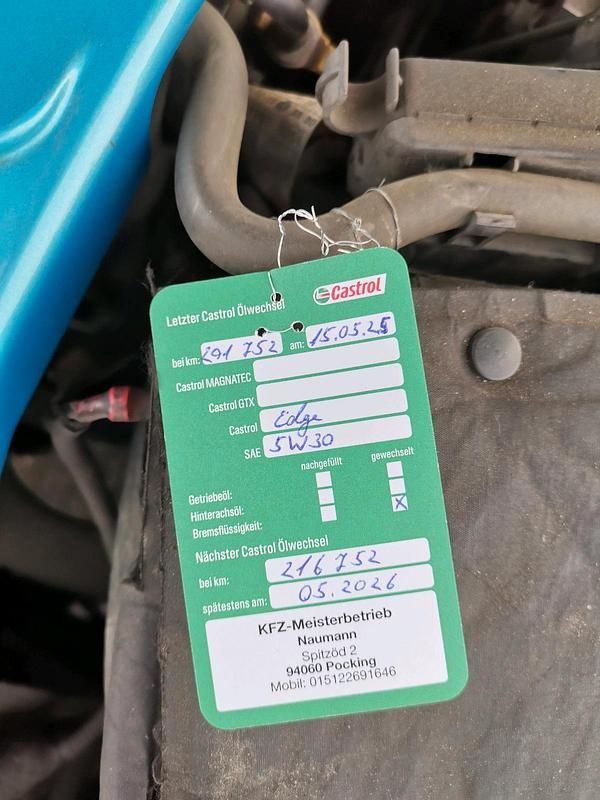 Letzter Castrol Ölwechsel
Castrol
bei km: 201 752 am: 15.05.25
Castrol MAGNATEC
Castrol GTX
Castrol Edge
SAE 5W30
nachgefüllt gewechselt
Getriebeöl:
Hinterachsöl:
Bremsflüssigkeit: X
Nächster Castrol Ölwechsel
bei km: 216 752
spätestens am: 05.2026
KFZ-Meisterbetrieb
Naumann
Spitzöd 2
94060 Pocking
Mobil: 015122691646